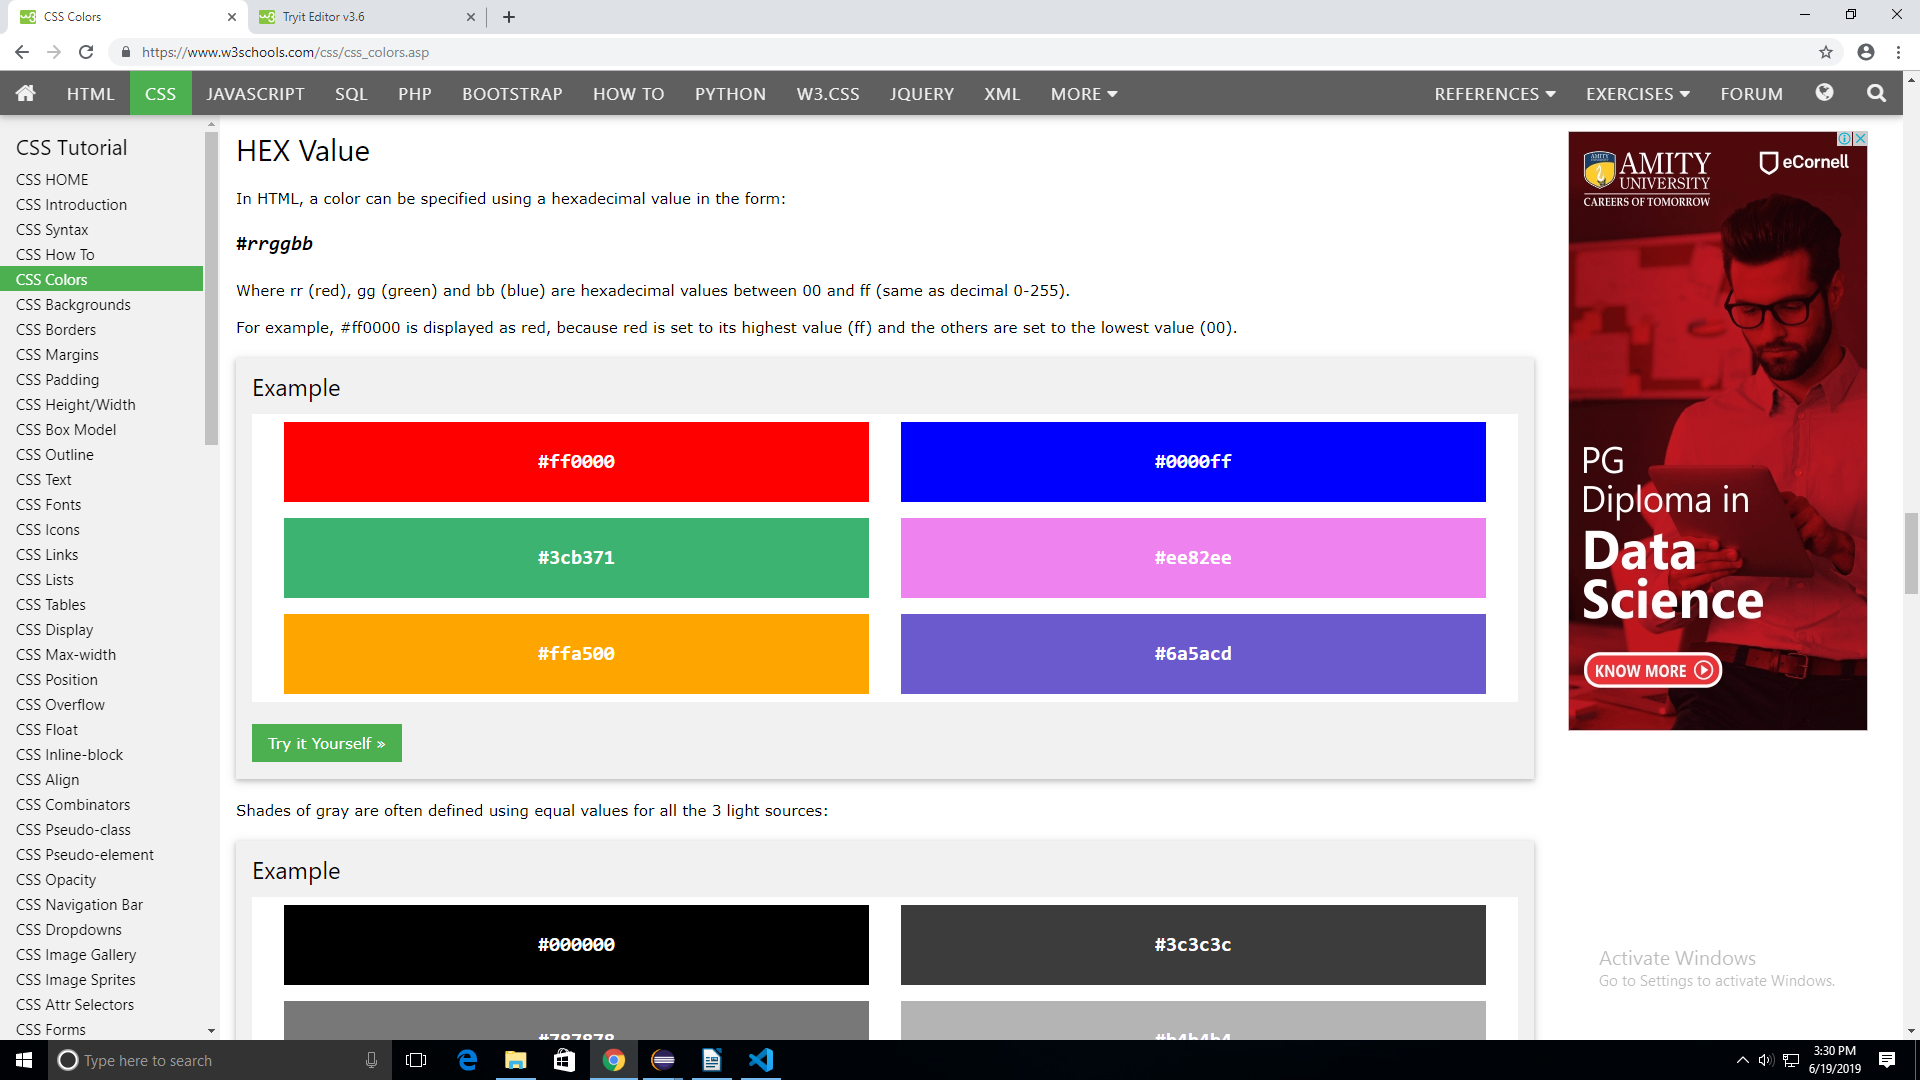 CSS Colors
Tryit Editor v3.6
https://www.w3schools.com/css/css_colors.asp
HTML CSS JAVASCRIPT SQL PHP BOOTSTRAP HOW TO PYTHON W3.CSS JQUERY XML MORE REFERENCES EXERCISES FORUM
CSS Tutorial
CSS HOME
CSS Introduction
CSS Syntax
CSS How To
CSS Colors
CSS Backgrounds
CSS Borders
CSS Margins
CSS Padding
CSS Height/Width
CSS Box Model
CSS Outline
CSS Text
CSS Fonts
CSS Icons
CSS Links
CSS Lists
CSS Tables
CSS Display
CSS Max-width
CSS Position
CSS Overflow
CSS Float
CSS Inline-block
CSS Align
CSS Combinators
CSS Pseudo-class
CSS Pseudo-element
CSS Opacity
CSS Navigation Bar
CSS Dropdowns
CSS Image Gallery
CSS Image Sprites
CSS Attr Selectors
CSS Forms
HEX Value
In HTML, a color can be specified using a hexadecimal value in the form:
#rrggbb
Where rr (red), gg (green) and bb (blue) are hexadecimal values between 00 and ff (same as decimal 0-255).
For example, #ff0000 is displayed as red, because red is set to its highest value (ff) and the others are set to the lowest value (00).
Example
#ff0000
#0000ff
#3cb371
#ee82ee
#ffa500
#6a5acd
Try it Yourself »
Shades of gray are often defined using equal values for all the 3 light sources:
Example
#000000
#3c3c3c
#787878
#b4b4b4
AMITY
UNIVERSITY
CAREERS OF TOMORROW
eCornell
PG
Diploma in
Data
Science
KNOW MORE
Activate Windows
Go to Settings to activate Windows.
Type here to search
3:30 PM
6/19/2019